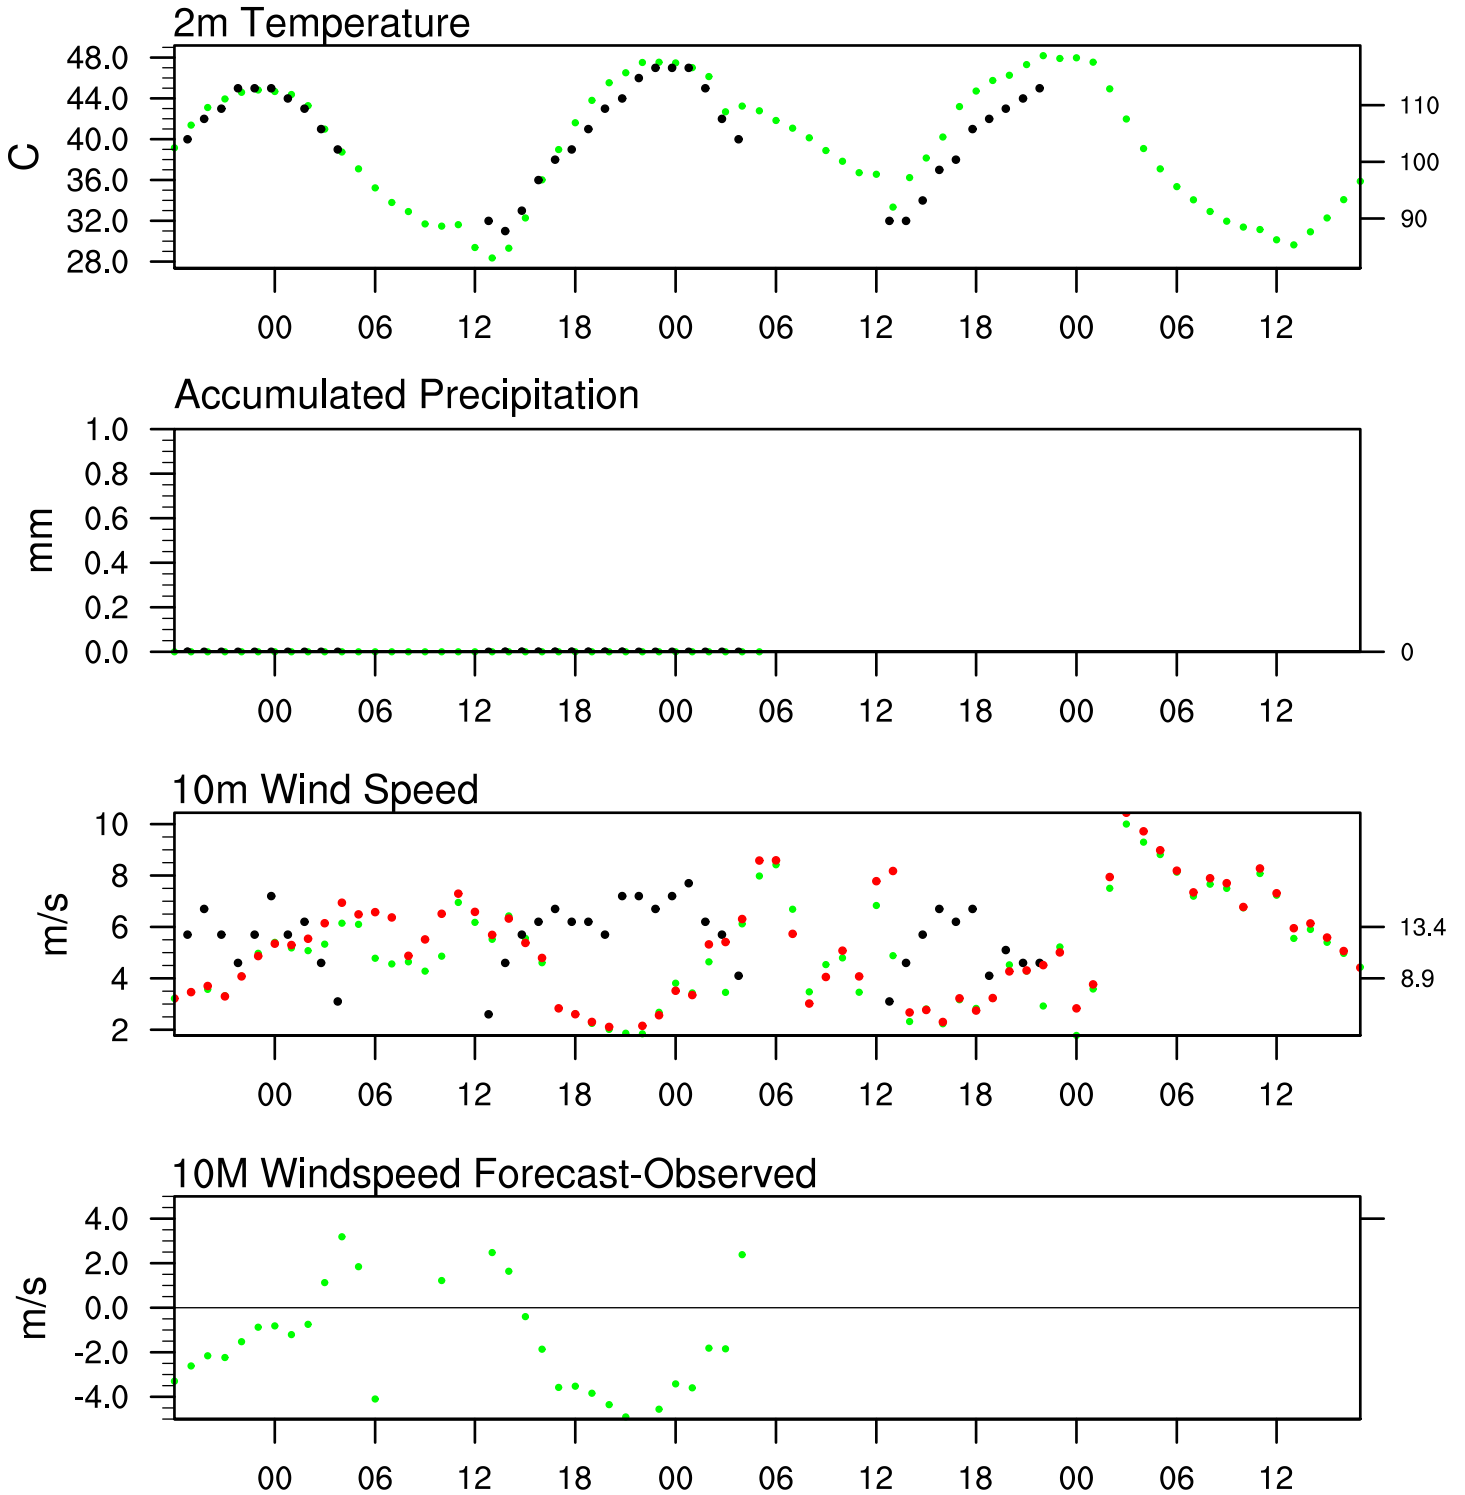 2m Temperature
48.0
44.0
40.0
36.0
32.0
28.0
C
110
100
90
00 06 12 18 00 06 12 18 00 06 12
Accumulated Precipitation
1.0
0.8
0.6
0.4
0.2
0.0
mm
0
00 06 12 18 00 06 12 18 00 06 12
10m Wind Speed
10
8
6
4
2
m/s
13.4
8.9
00 06 12 18 00 06 12 18 00 06 12
10M Windspeed Forecast-Observed
4.0
2.0
0.0
-2.0
-4.0
m/s
00 06 12 18 00 06 12 18 00 06 12